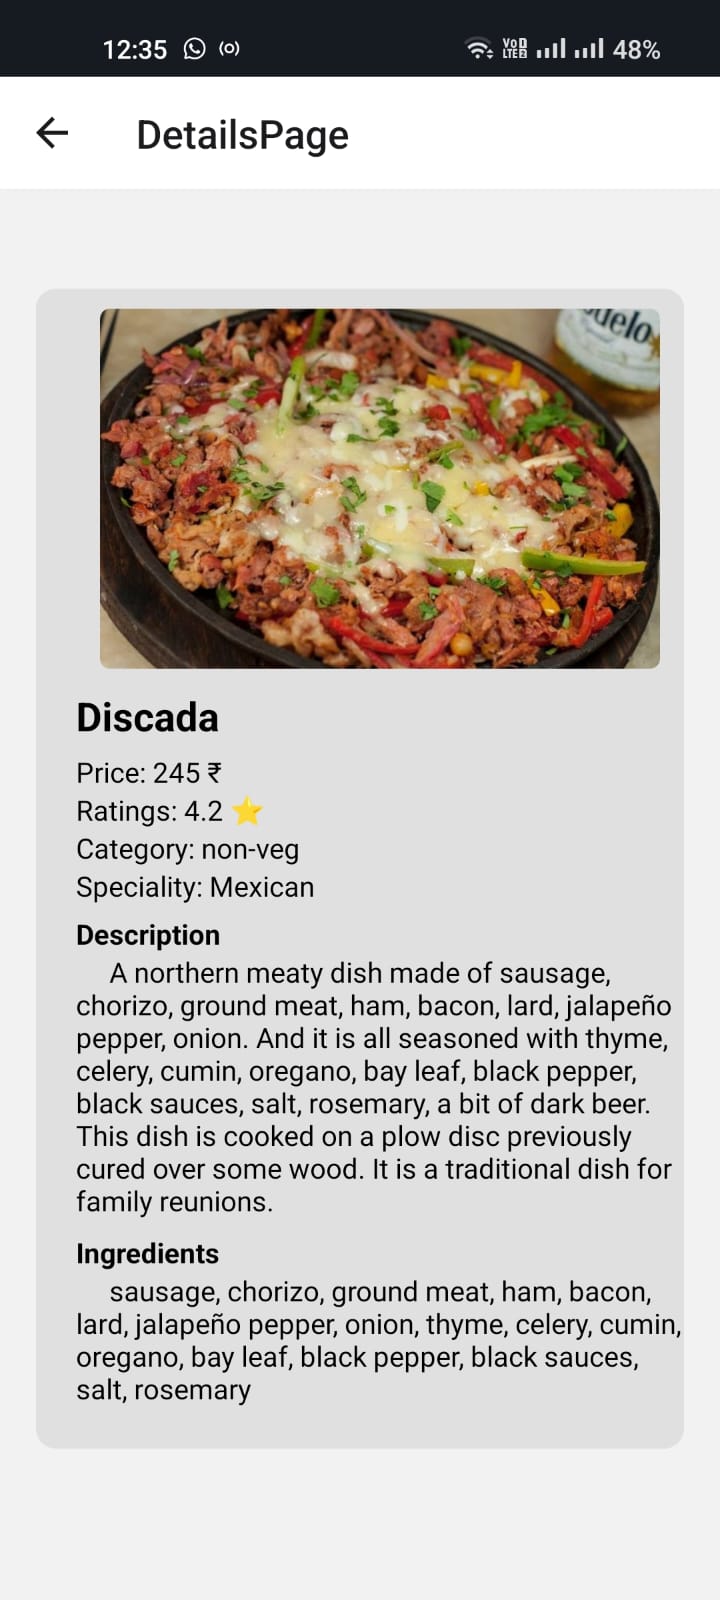 12:35 VoD LTE2 48%
DetailsPage
delo
Discada
Price: 245 ₹
Ratings: 4.2 ⭐
Category: non-veg
Speciality: Mexican
Description
A northern meaty dish made of sausage,
chorizo, ground meat, ham, bacon, lard, jalapeño
pepper, onion. And it is all seasoned with thyme,
celery, cumin, oregano, bay leaf, black pepper,
black sauces, salt, rosemary, a bit of dark beer.
This dish is cooked on a plow disc previously
cured over some wood. It is a traditional dish for
family reunions.
Ingredients
sausage, chorizo, ground meat, ham, bacon,
lard, jalapeño pepper, onion, thyme, celery, cumin,
oregano, bay leaf, black pepper, black sauces,
salt, rosemary